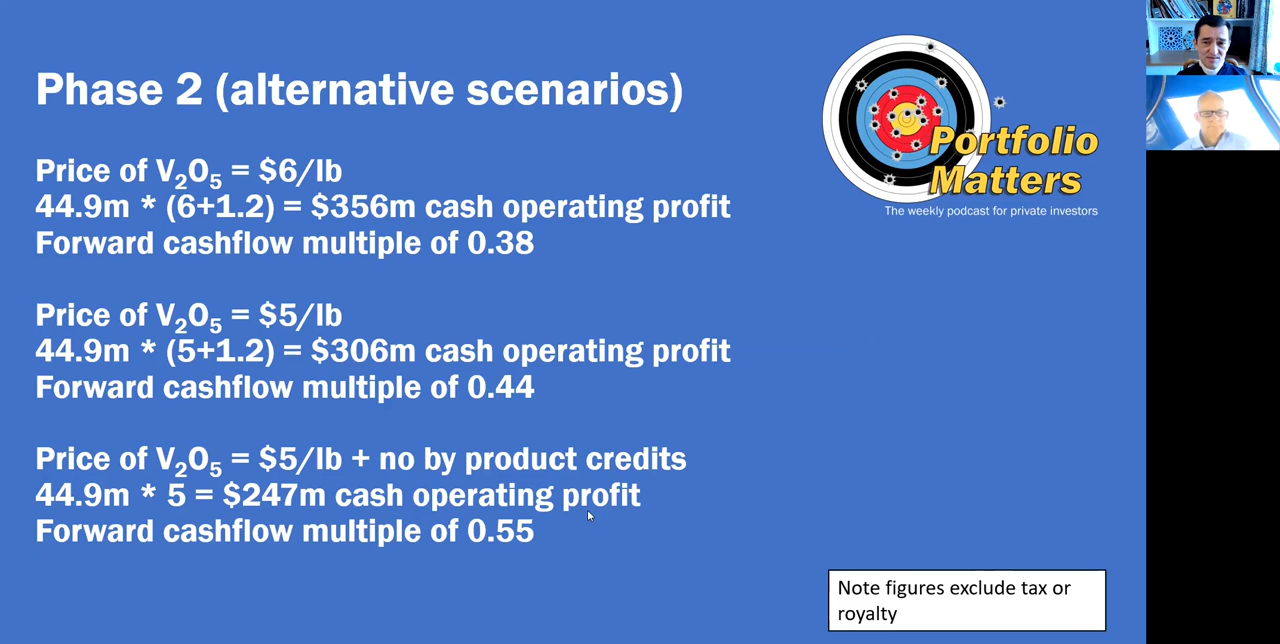 Phase 2 (alternative scenarios)
Price of V₂O₅ = $6/lb
44.9m * (6+1.2) = $356m cash operating profit
Forward cashflow multiple of 0.38
Price of V₂O₅ = $5/lb
44.9m * (5+1.2) = $306m cash operating profit
Forward cashflow multiple of 0.44
Price of V₂O₅ = $5/lb + no by product credits
44.9m * 5 = $247m cash operating profit
Forward cashflow multiple of 0.55
Portfolio
Matters
The weekly podcast for private investors
Note figures exclude tax or
royalty